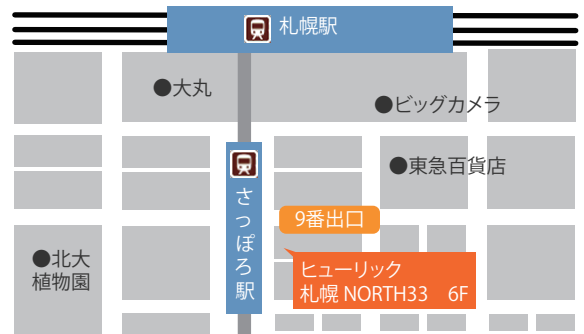 札幌駅
●大丸
●ビッグカメラ
●東急百貨店
さっぽろ駅
9番出口
●北大
植物園
ヒューリック
札幌 NORTH33 6F